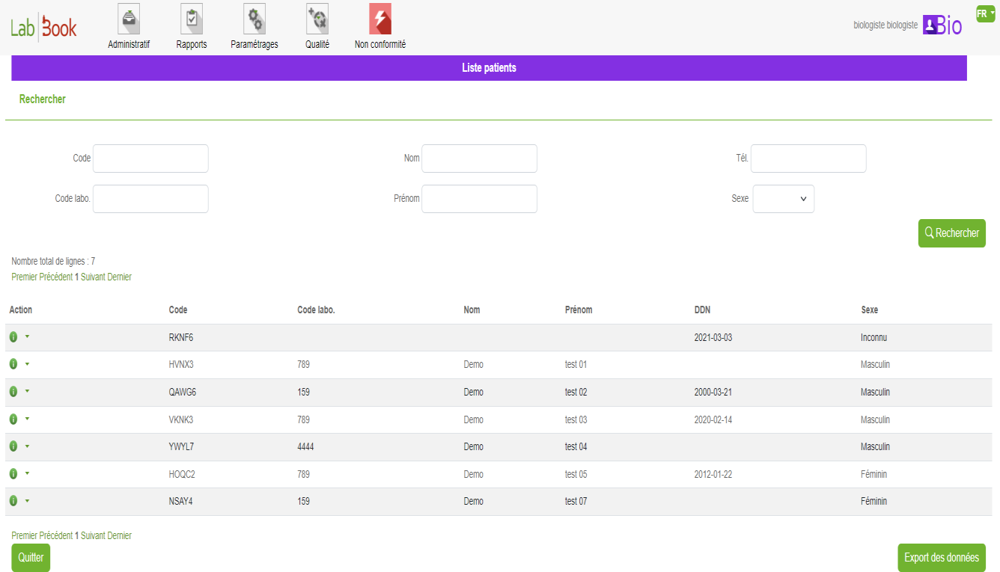 Lab Book
Administratif Rapports Paramétrages Qualité Non conformité
biologiste biologiste Bio
FR
Liste patients
Rechercher
Code Nom Tél.
Code labo. Prénom Sexe
Rechercher
Nombre total de lignes : 7
Premier Précédent 1 Suivant Dernier
Action Code Code labo. Nom Prénom DDN Sexe
RKNF6 2021-03-03 Inconnu
HVNX3 789 Demo test 01 Masculin
QAWG6 159 Demo test 02 2000-03-21 Masculin
VKNK3 789 Demo test 03 2020-02-14 Masculin
YWYL7 4444 Demo test 04 Masculin
HOQC2 789 Demo test 05 2012-01-22 Féminin
NSAY4 159 Demo test 07 Féminin
Premier Précédent 1 Suivant Dernier
Quitter Export des données